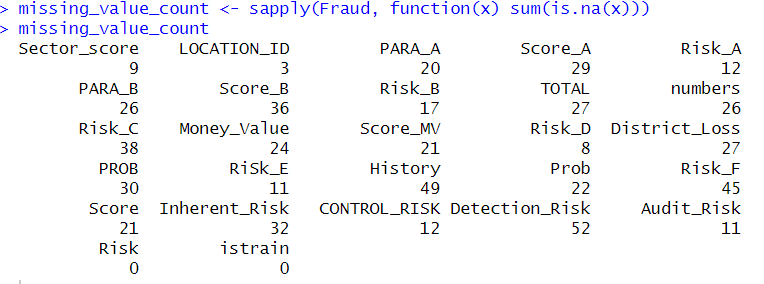 > missing_value_count <- sapply(Fraud, function(x) sum(is.na(x)))
> missing_value_count
Sector_score LOCATION_ID PARA_A Score_A Risk_A
9 3 20 29 12
PARA_B Score_B Risk_B TOTAL numbers
26 36 17 27 26
Risk_C Money_Value Score_MV Risk_D District_Loss
38 24 21 8 27
PROB RiSk_E History Prob Risk_F
30 11 49 22 45
Score Inherent_Risk CONTROL_RISK Detection_Risk Audit_Risk
21 32 12 52 11
Risk istrain
0 0